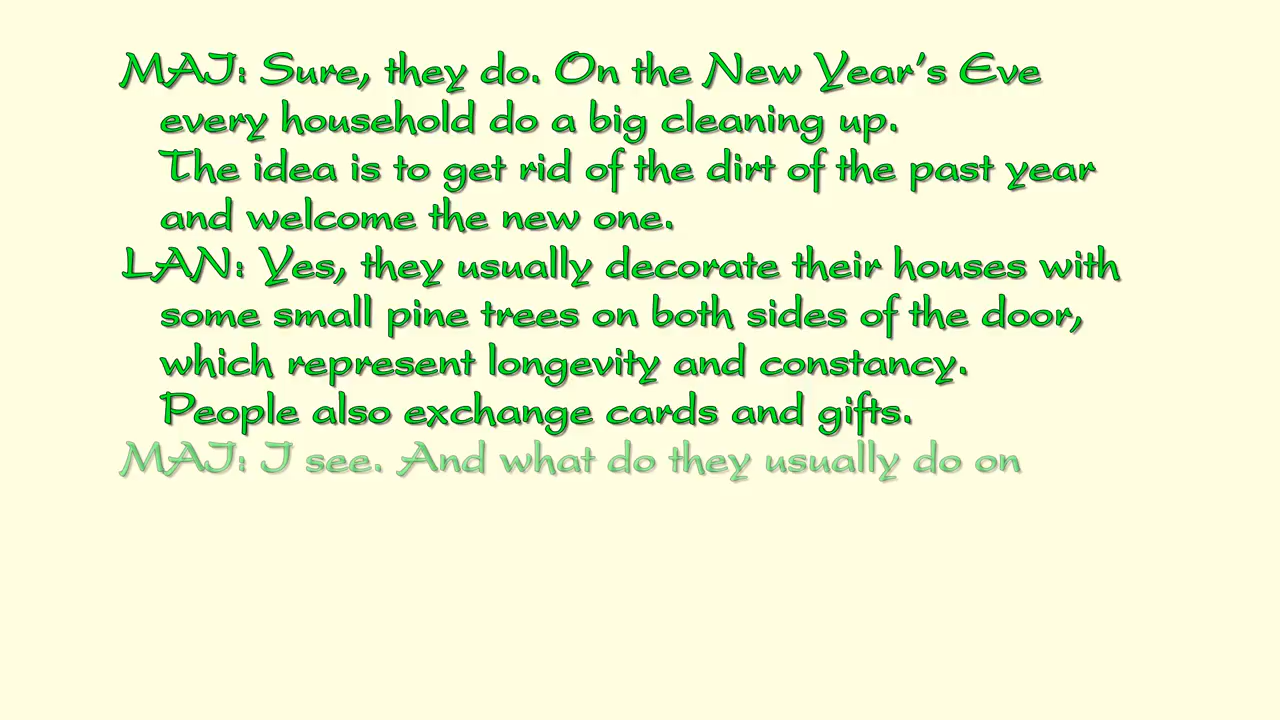 MAI: Sure, they do. On the New Year's Eve
every household do a big cleaning up.
The idea is to get rid of the dirt of the past year
and welcome the new one.
LAN: Yes, they usually decorate their houses with
some small pine trees on both sides of the door,
which represent longevity and constancy.
People also exchange cards and gifts.
MAI: I see. And what do they usually do on